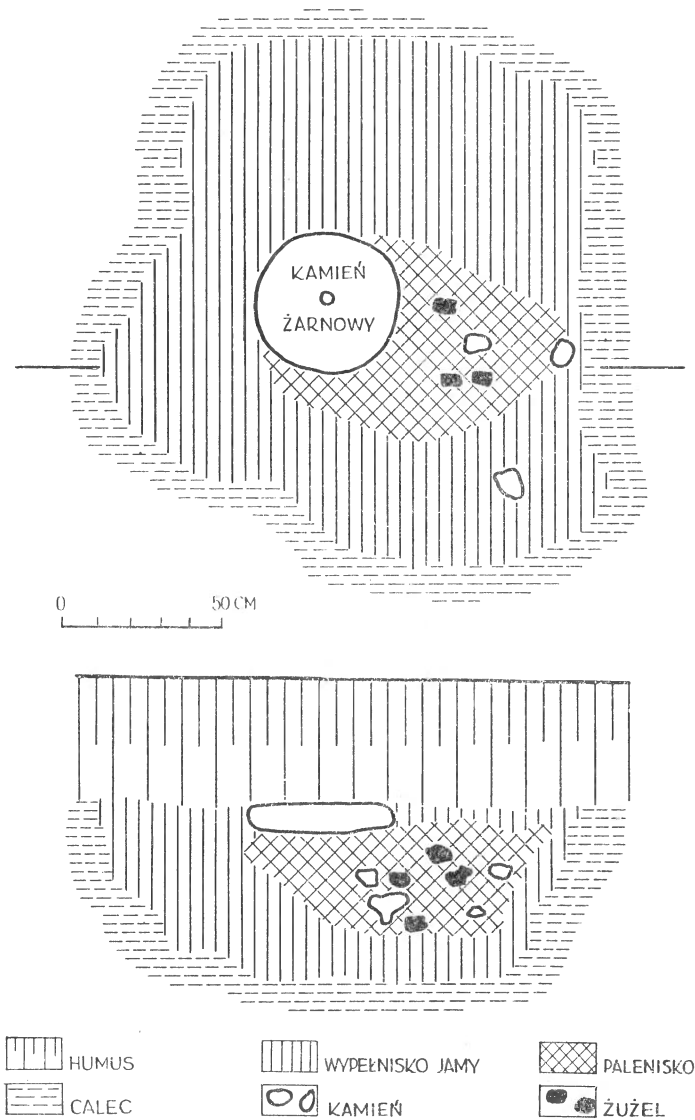 KAMIEŃ
ŻARNOWY
0 50 CM
HUMUS
WYPEŁNISKO JAMY
PALENISKO
CALEC
KAMIEŃ
ŻUŻEL